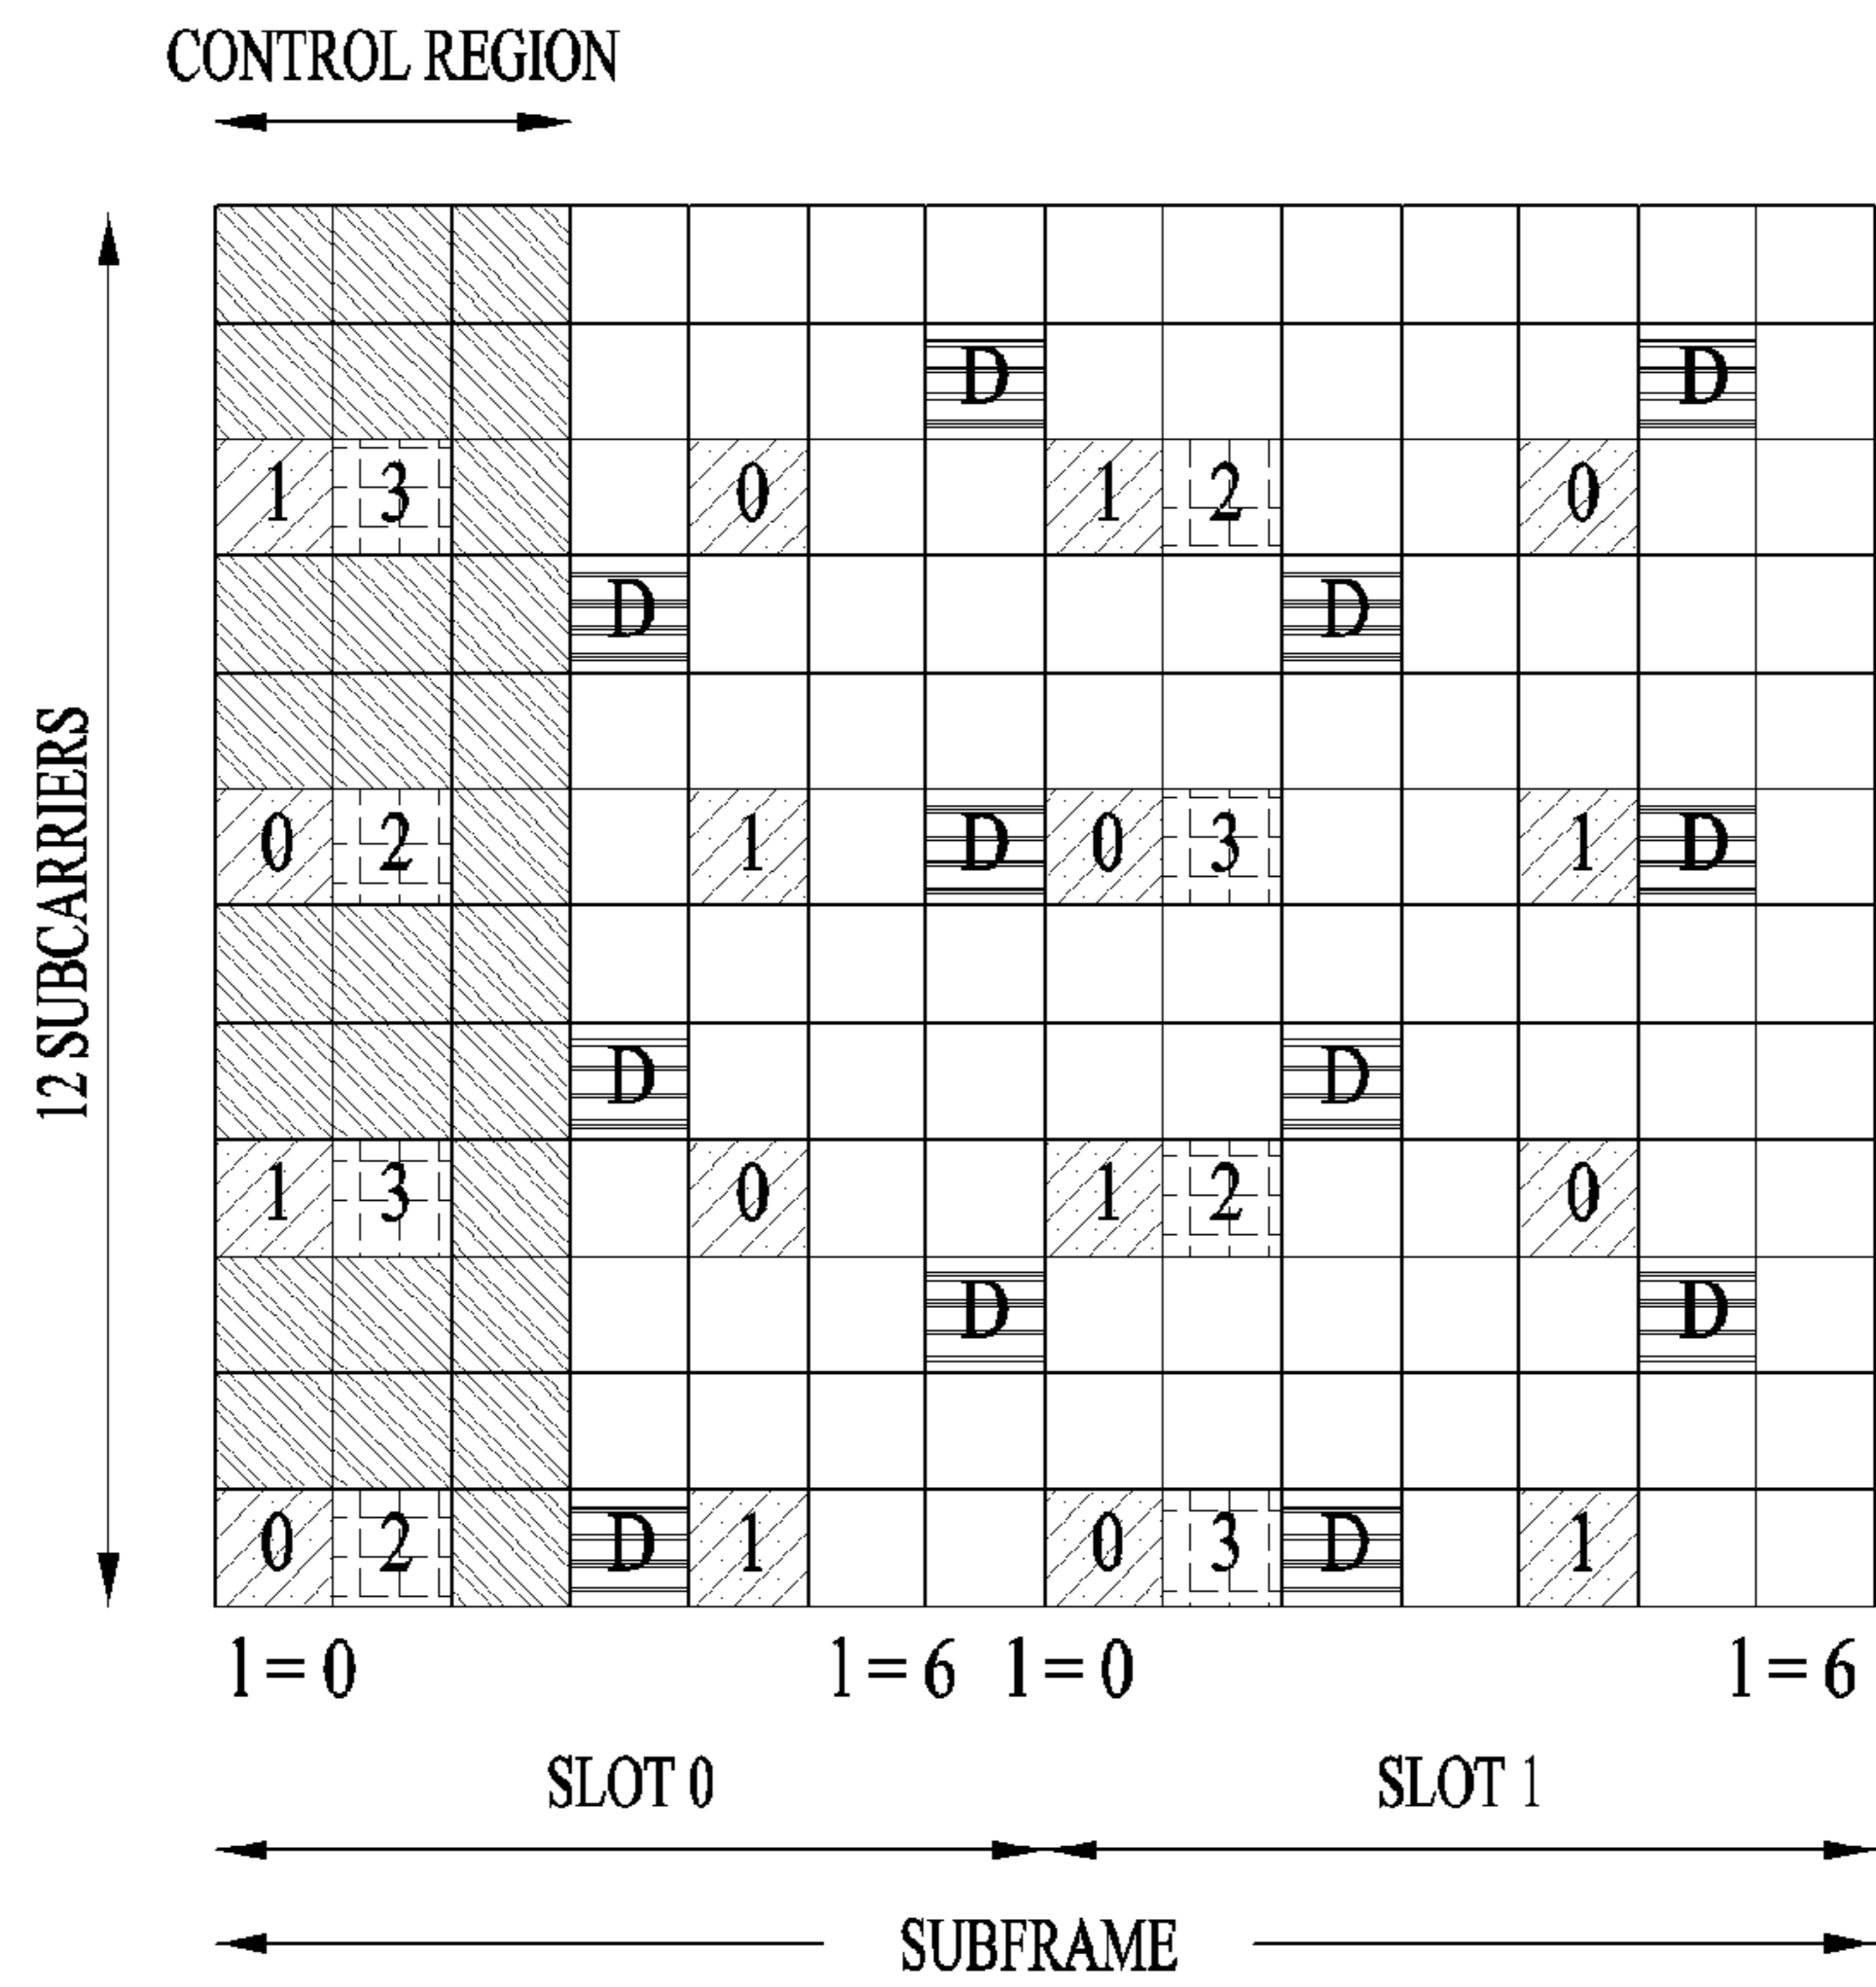 CONTROL REGION
D D
1 3 0 1 2 0
D D
12 SUBCARRIERS
0 2 1 D 0 3 1 D
D D
1 3 0 1 2 0
D D
0 2 D 1 0 3 D 1
l = 0 l = 6 l = 0 l = 6
SLOT 0 SLOT 1
SUBFRAME